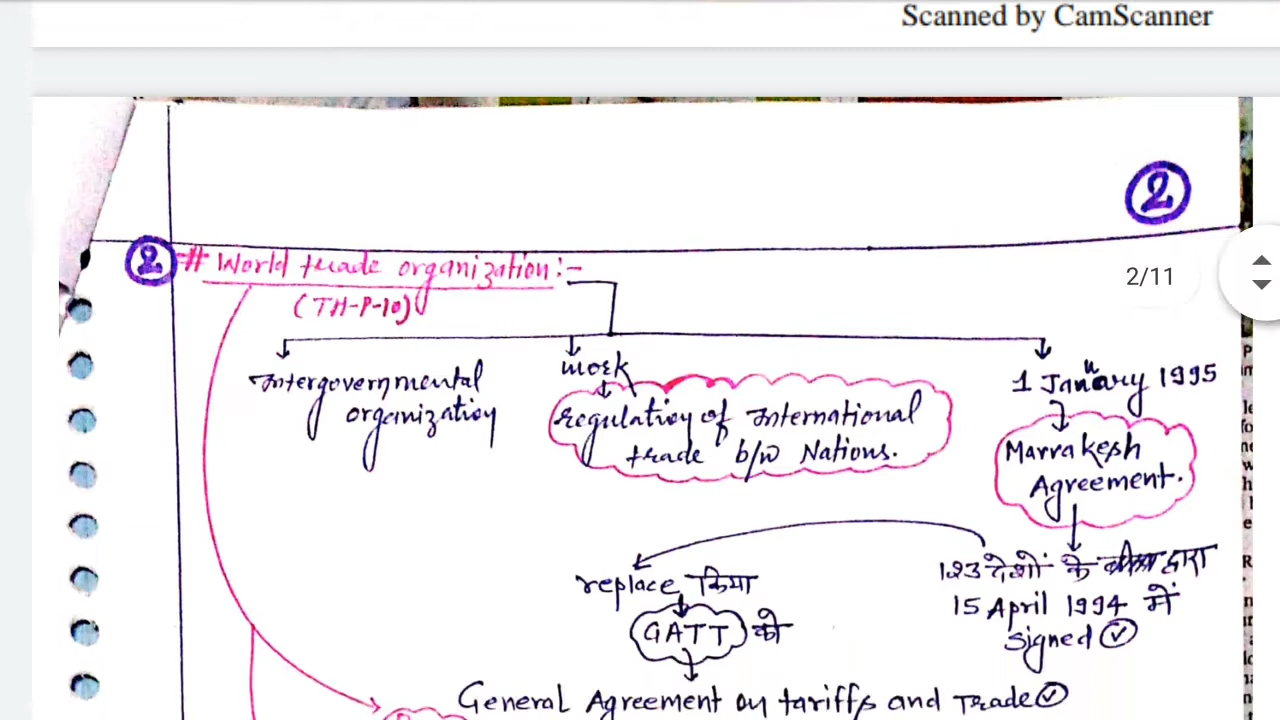 Scanned by CamScanner
2
2/11
2 # World trade organization :-
(TH-P-10)
Intergovernmental
organization
work
regulation of International
trade b/w Nations.
1 January 1995
Marrakesh
Agreement.
123 देशों के द्वारा
15 April 1994 में
signed
replace किया
GATT को
General Agreement on tariffs and Trade